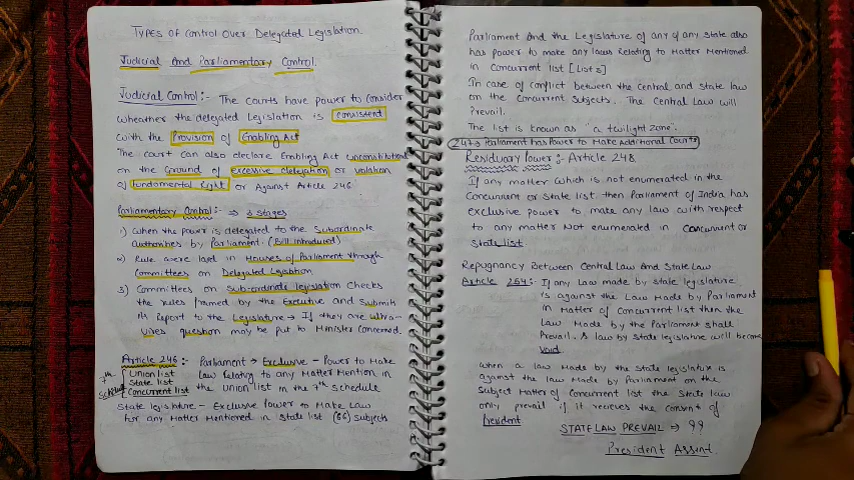 TYPES OF CONTROL OVER Delegated Legislation
Judicial And Parliamentary Control.
Judicial Control:- The courts have power to consider
wheather the delegated Legislation is consistent
with the Provision of Enabling Act
The court can also declare Enabling Act unconstitution
on the Ground of excessive delegation or voilation
of fundamental Right or Against Article 246
Parliamentary Control:- ⇒ 3 stages
1) When the power is delegated to the Subordinate
authorities by Parliament. (Bill Introduced)
2) Rule were laid in Houses of Parliament through
Committees on Delegated Legislation
3) Committees on Sub-ordinate legislation Checks
the rules framed by the Executive and Submit
Report to the Legislature → If they are ultra-
vires question may be put to Minister Concerned.
Article 246:- Parliament → Exclusive - Power to Make
7th Schedule Union list Law relating to any Matter Mention in
State list
Concurrent list the Union list in the 7th Schedule
State legislature - Exclusive Power to Make Law
for any Matter Mentioned in State list (66) Subjects
Parliament And the Legislature of any of any State also
has power to make any laws Relating to Matter Mentioned
in Concurrent list [List 3]
In case of conflict between the Central and State law
on the Concurrent Subjects. The Central Law will
Prevail.
The list is known as "a twilight Zone".
247 → Parliament has Power to Make Additional Courts
Residuary Power:- Article 248
If any matter which is not enumerated in the
Concurrent or State list. then Parliament of India has
exclusive power to make any law with respect
to any matter Not enumerated in Concurrent or
State list
Repugnancy Between Central Law And State Law
Article 254: If any Law made by State legislature
is against the Law Made by Parliament
in Matter of Concurrent list then the
Law Made by the Parliament Shall
Prevail. & law by State legislature will become
Void
When a law made by the State legislature is
against the law Made by Parliament on the
Subject Matter of Concurrent list the State law
only prevail if it receives the consent of
President
STATE LAW PREVAIL →
President Assent.